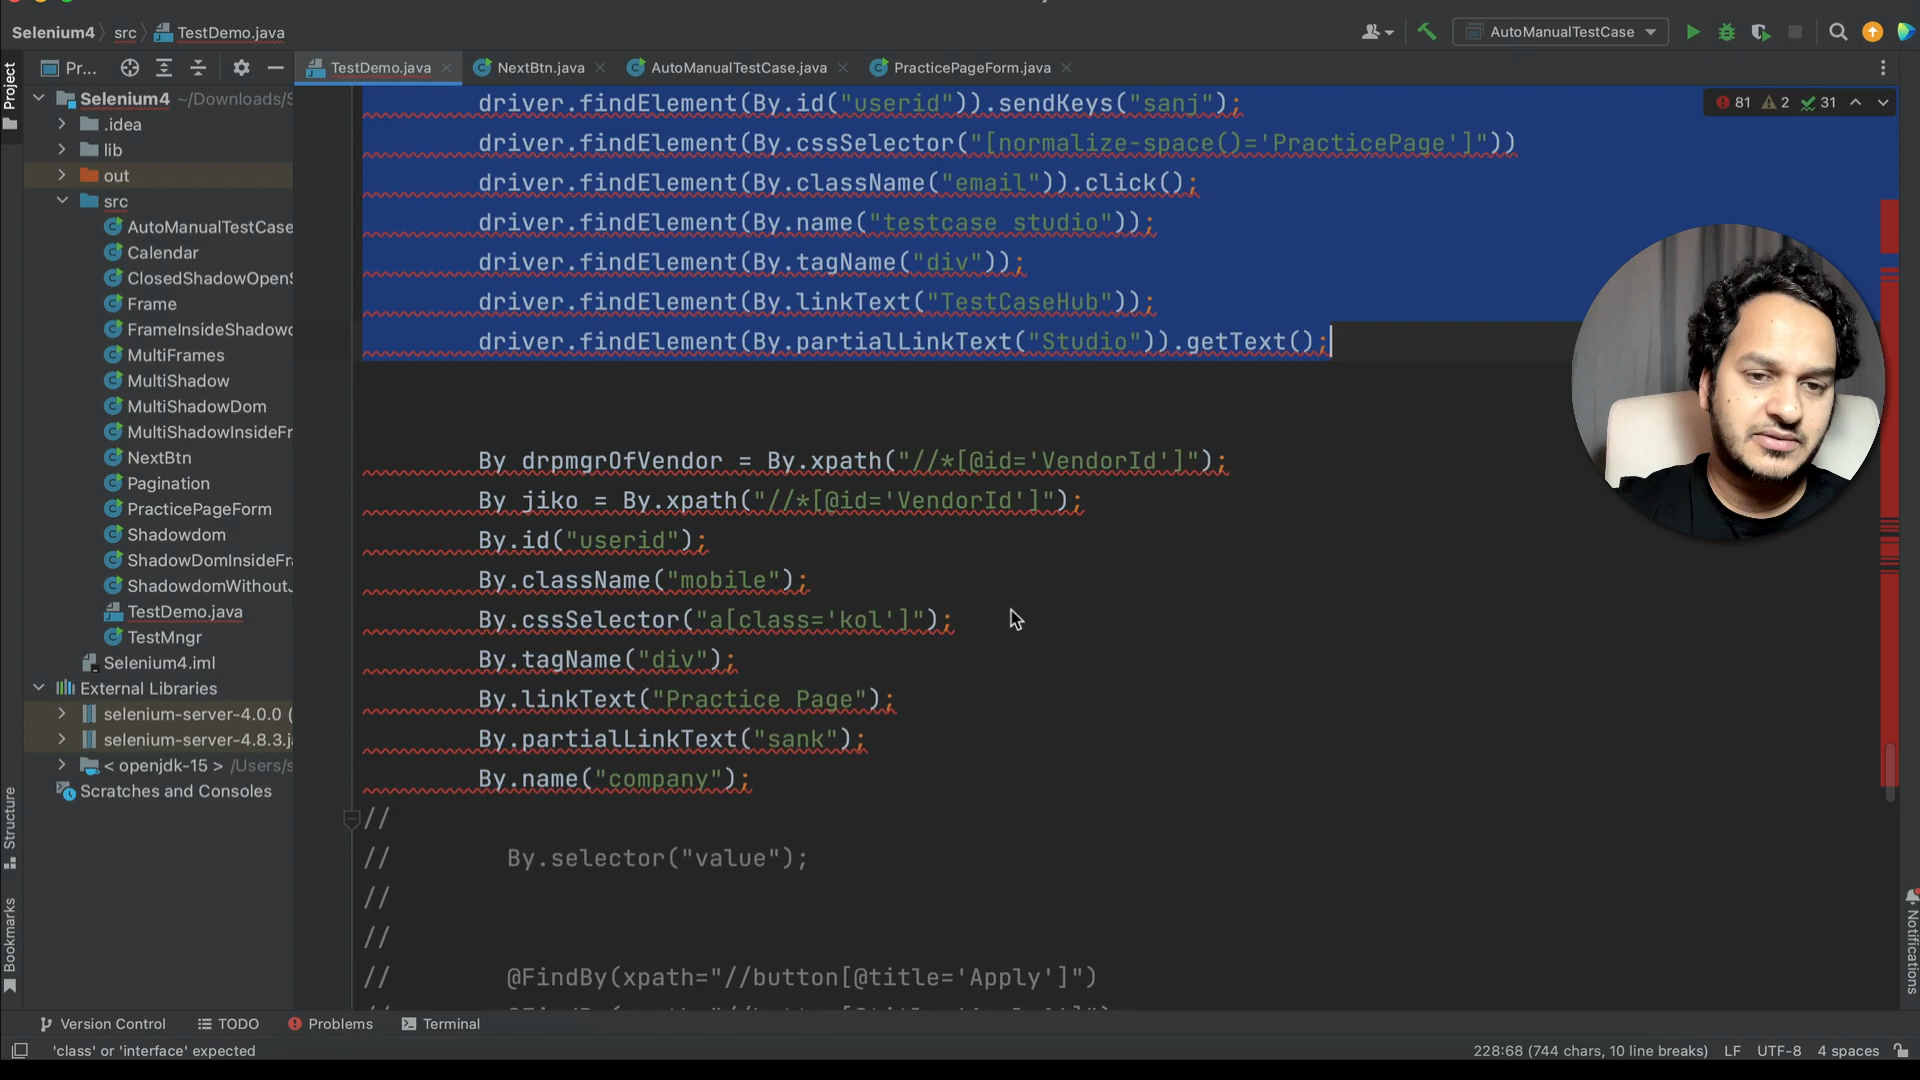 Selenium4 src TestDemo.java
AutoManualTestCase
Project
Pr...
TestDemo.java
NextBtn.java
AutoManualTestCase.java
PracticePageForm.java
Selenium4 ~/Downloads/S
.idea
lib
out
src
AutoManualTestCase
Calendar
ClosedShadowOpenS
Frame
FrameInsideShadowd
MultiFrames
MultiShadow
MultiShadowDom
MultiShadowInsideFr
NextBtn
Pagination
PracticePageForm
Shadowdom
ShadowDomInsideFra
ShadowdomWithoutJ
TestDemo.java
TestMngr
Selenium4.iml
External Libraries
selenium-server-4.0.0 (
selenium-server-4.8.3.ja
< openjdk-15 > /Users/s
Scratches and Consoles
81 2 31
driver.findElement(By.id("userid")).sendKeys("sanj");
driver.findElement(By.cssSelector("[normalize-space()='PracticePage']"))
driver.findElement(By.className("email")).click();
driver.findElement(By.name("testcase studio"));
driver.findElement(By.tagName("div"));
driver.findElement(By.linkText("TestCaseHub"));
driver.findElement(By.partialLinkText("Studio")).getText();
By drpmgrOfVendor = By.xpath("//*[@id='VendorId']");
By jiko = By.xpath("//*[@id='VendorId']");
By.id("userid");
By.className("mobile");
By.cssSelector("a[class='kol']");
By.tagName("div");
By.linkText("Practice Page");
By.partialLinkText("sank");
By.name("company");
//
// By.selector("value");
//
//
// @FindBy(xpath="//button[@title='Apply']")
Structure
Bookmarks
Notifications
Version Control
TODO
Problems
Terminal
'class' or 'interface' expected
228:68 (744 chars, 10 line breaks) LF UTF-8 4 spaces